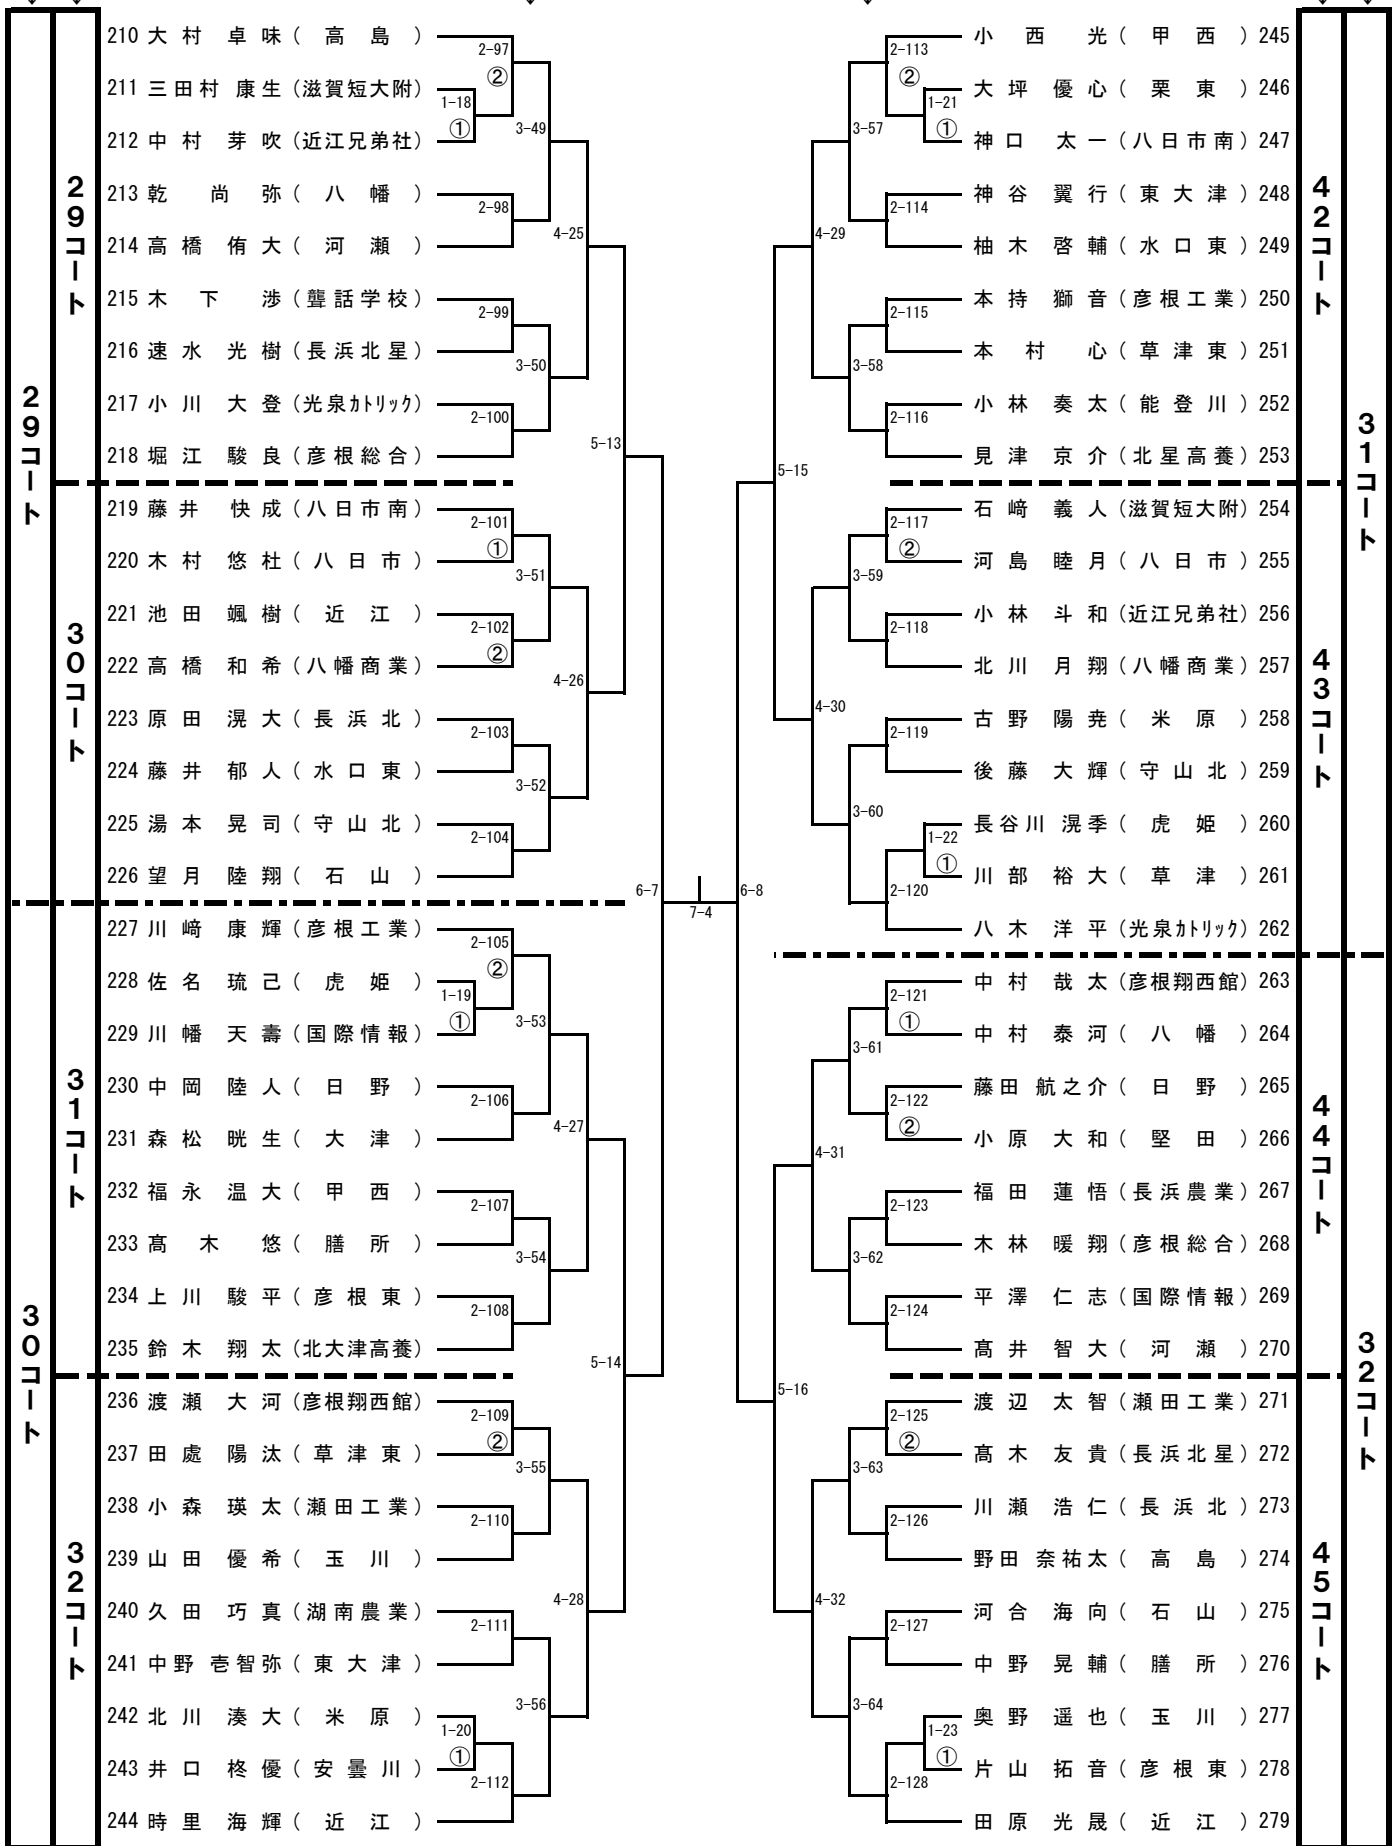 210 大村 卓味 (高島)
2-97
②
211 三田村 康生 (滋賀短大附)
1-18
①
212 中村 芽吹 (近江兄弟社)
3-49
213 乾 尚弥 (八幡)
2-98
214 高橋 侑大 (河瀬)
4-25
215 木下 渉 (聾話学校)
2-99
216 速水 光樹 (長浜北星)
3-50
217 小川 大登 (光泉カトリック)
2-100
218 堀江 駿良 (彦根総合)
5-13
219 藤井 快成 (八日市南)
2-101
①
220 木村 悠杜 (八日市)
3-51
221 池田 颯樹 (近江)
2-102
②
222 高橋 和希 (八幡商業)
4-26
223 原田 滉大 (長浜北)
2-103
224 藤井 郁人 (水口東)
3-52
225 湯本 晃司 (守山北)
2-104
226 望月 陸翔 (石山)
6-7
227 川﨑 康輝 (彦根工業)
2-105
②
228 佐名 琉己 (虎姫)
1-19
①
229 川幡 天壽 (国際情報)
3-53
230 中岡 陸人 (日野)
2-106
231 森松 晄生 (大津)
4-27
232 福永 温大 (甲西)
2-107
233 髙木 悠 (膳所)
3-54
234 上川 駿平 (彦根東)
2-108
235 鈴木 翔太 (北大津高養)
5-14
236 渡瀬 大河 (彦根翔西館)
2-109
②
237 田處 陽汰 (草津東)
3-55
238 小森 瑛太 (瀬田工業)
2-110
239 山田 優希 (玉川)
4-28
240 久田 巧真 (湖南農業)
2-111
241 中野 壱智弥 (東大津)
3-56
242 北川 湊大 (米原)
1-20
①
243 井口 柊優 (安曇川)
2-112
244 時里 海輝 (近江)
29コート
30コート
29コート
30コート
31コート
32コート
7-4
小西 光 (甲西) 245
2-113
②
大坪 優心 (栗東) 246
1-21
①
神口 太一 (八日市南) 247
3-57
神谷 翼行 (東大津) 248
2-114
柚木 啓輔 (水口東) 249
4-29
本持 獅音 (彦根工業) 250
2-115
本村 心 (草津東) 251
3-58
小林 奏太 (能登川) 252
2-116
見津 京介 (北星高養) 253
5-15
石﨑 義人 (滋賀短大附) 254
2-117
②
河島 睦月 (八日市) 255
3-59
小林 斗和 (近江兄弟社) 256
2-118
北川 月翔 (八幡商業) 257
4-30
古野 陽尭 (米原) 258
2-119
後藤 大輝 (守山北) 259
3-60
長谷川 滉季 (虎姫) 260
1-22
①
川部 裕大 (草津) 261
2-120
6-8
八木 洋平 (光泉カトリック) 262
中村 哉太 (彦根翔西館) 263
2-121
①
中村 泰河 (八幡) 264
3-61
藤田 航之介 (日野) 265
2-122
②
小原 大和 (堅田) 266
4-31
福田 蓮悟 (長浜農業) 267
2-123
木林 暖翔 (彦根総合) 268
3-62
平澤 仁志 (国際情報) 269
2-124
髙井 智大 (河瀬) 270
5-16
渡辺 太智 (瀬田工業) 271
2-125
②
髙木 友貴 (長浜北星) 272
3-63
川瀬 浩仁 (長浜北) 273
2-126
野田 奈祐太 (高島) 274
4-32
河合 海向 (石山) 275
2-127
中野 晃輔 (膳所) 276
3-64
奥野 遥也 (玉川) 277
1-23
①
片山 拓音 (彦根東) 278
2-128
田原 光晟 (近江) 279
42コート
43コート
44コート
45コート
31コート
32コート